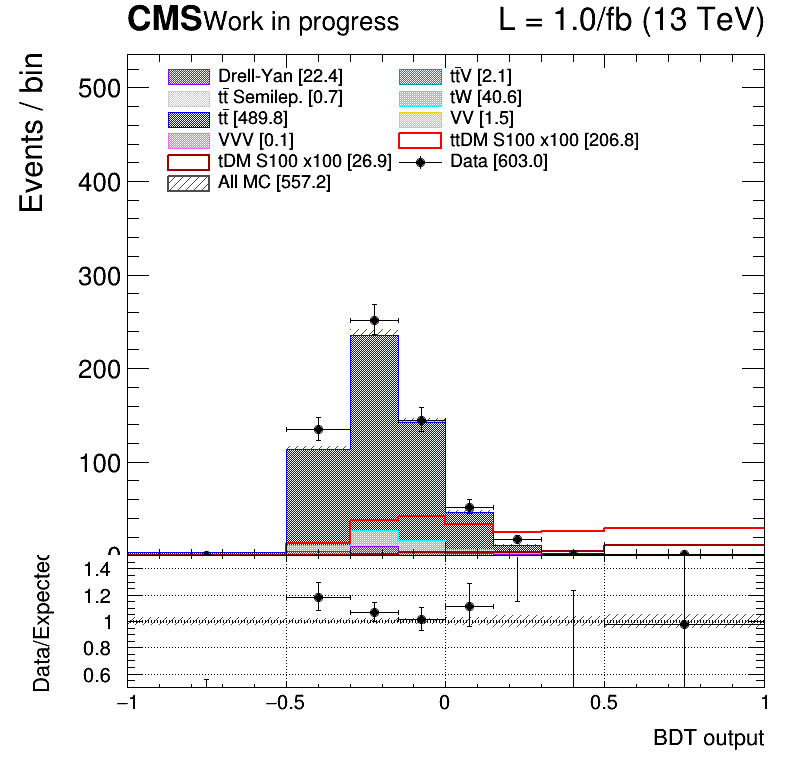 CMS Work in progress L = 1.0/fb (13 TeV)
Events / bin
Drell-Yan [22.4] tt̄V [2.1]
tt̄ Semilep. [0.7] tW [40.6]
tt̄ [489.8] VV [1.5]
VVV [0.1] ttDM S100 x100 [206.8]
tDM S100 x100 [26.9] Data [603.0]
All MC [557.2]
500
400
300
200
100
0
Data/Expected
1.4
1.2
1
0.8
0.6
−1 −0.5 0 0.5 1
BDT output